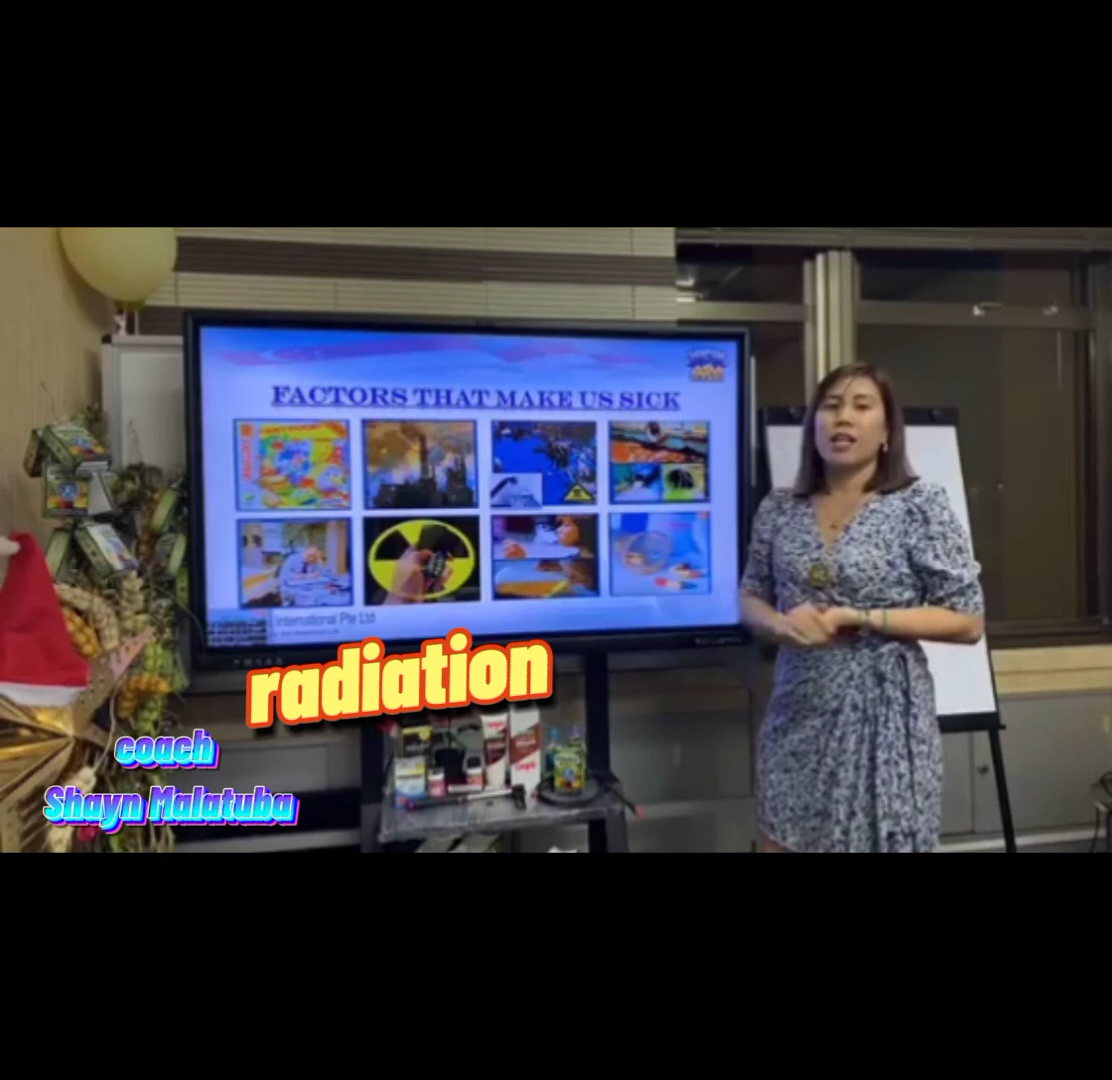 FACTORS THAT MAKE US SICK
International Pte Ltd
radiation
coach
Shayn Malatuba